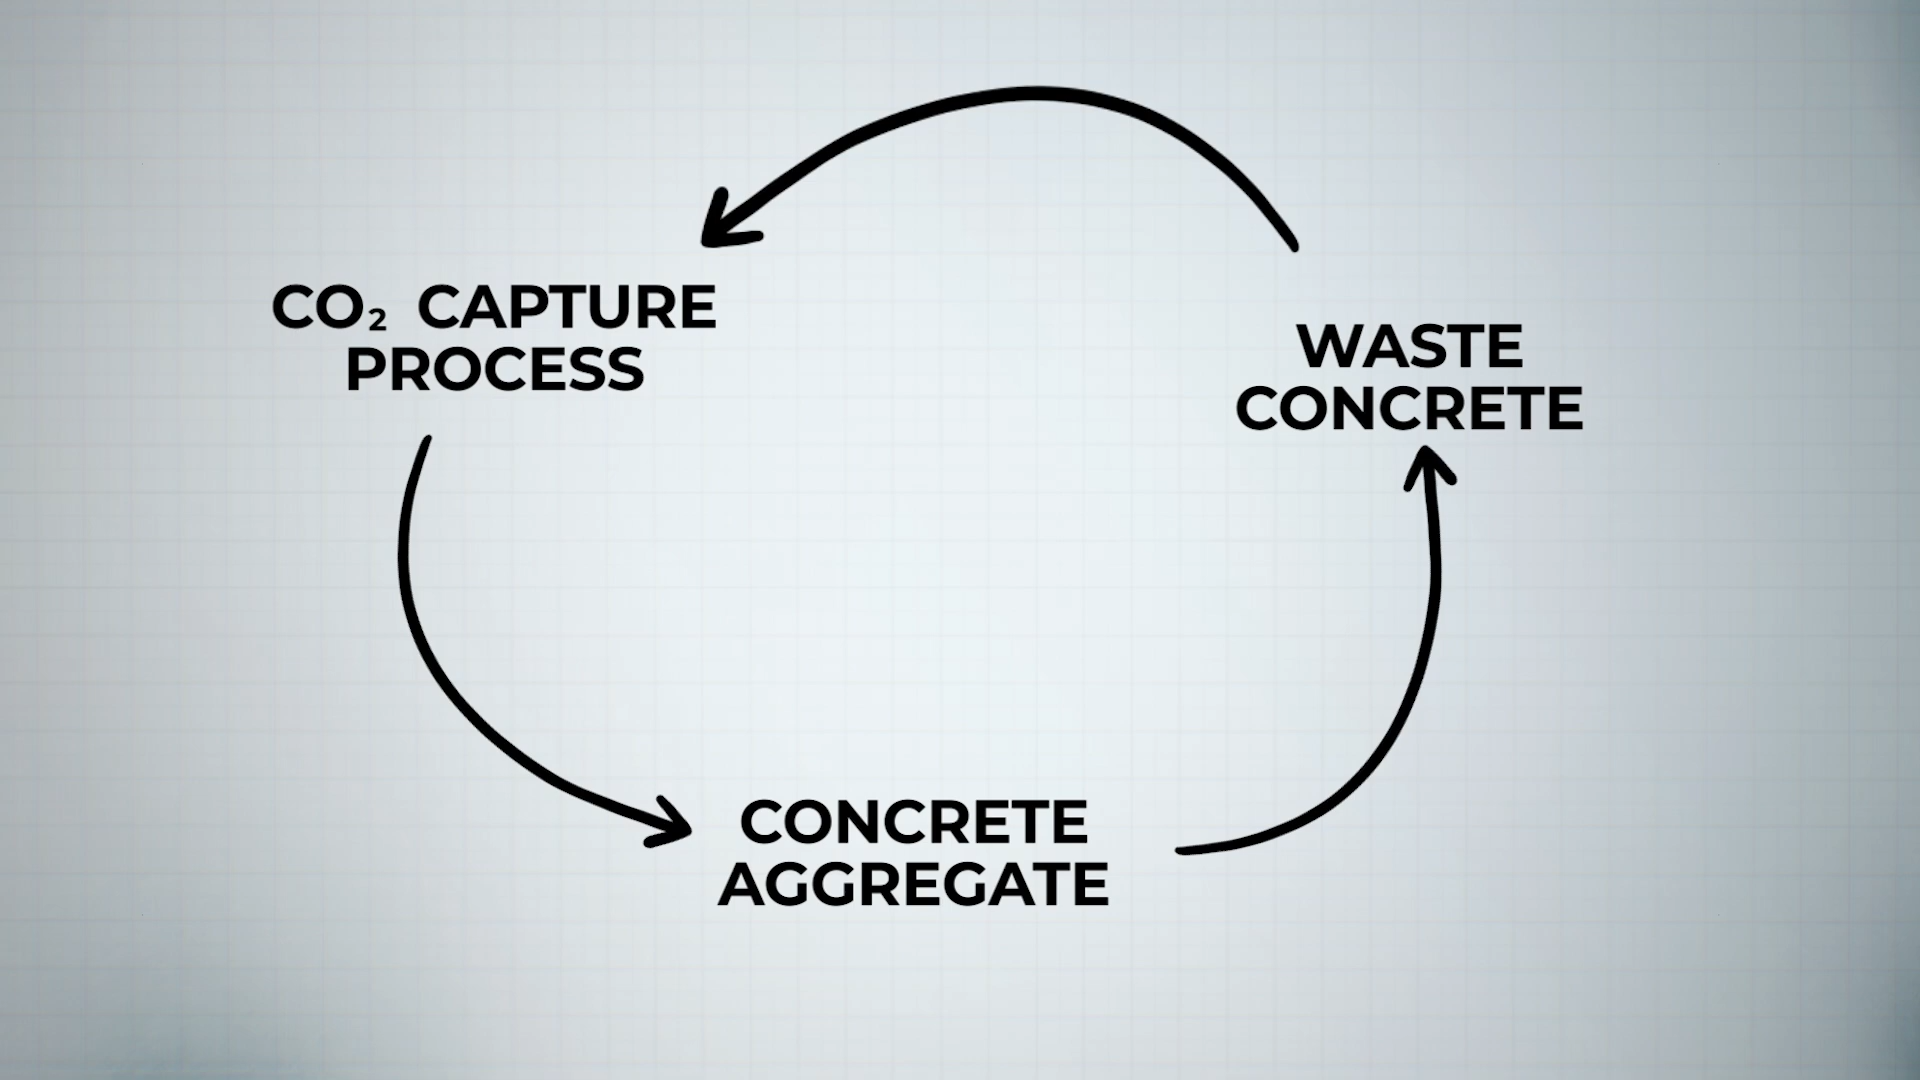 CO₂ CAPTURE
PROCESS
WASTE
CONCRETE
CONCRETE
AGGREGATE